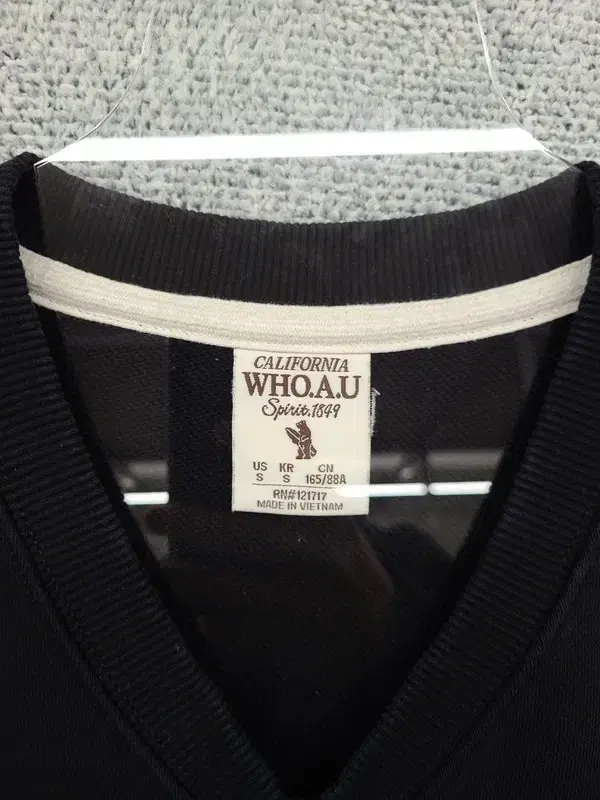 CALIFORNIA
WHO.A.U
Spirit.1849
US KR CN
S S 165/88A
RN#121717
MADE IN VIETNAM